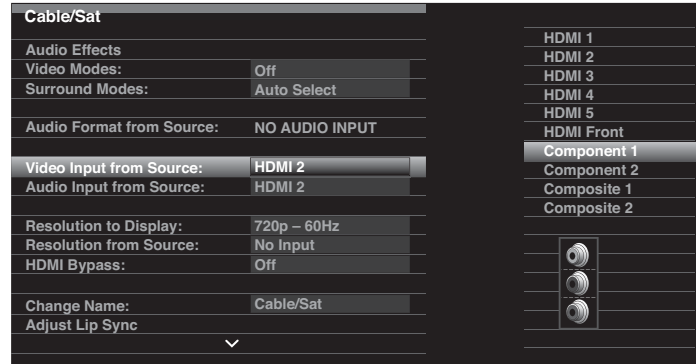 Cable/Sat
Audio Effects
Video Modes: Off
Surround Modes: Auto Select
Audio Format from Source: NO AUDIO INPUT
Video Input from Source: HDMI 2
Audio Input from Source: HDMI 2
Resolution to Display: 720p – 60Hz
Resolution from Source: No Input
HDMI Bypass: Off
Change Name: Cable/Sat
Adjust Lip Sync
HDMI 1
HDMI 2
HDMI 3
HDMI 4
HDMI 5
HDMI Front
Component 1
Component 2
Composite 1
Composite 2